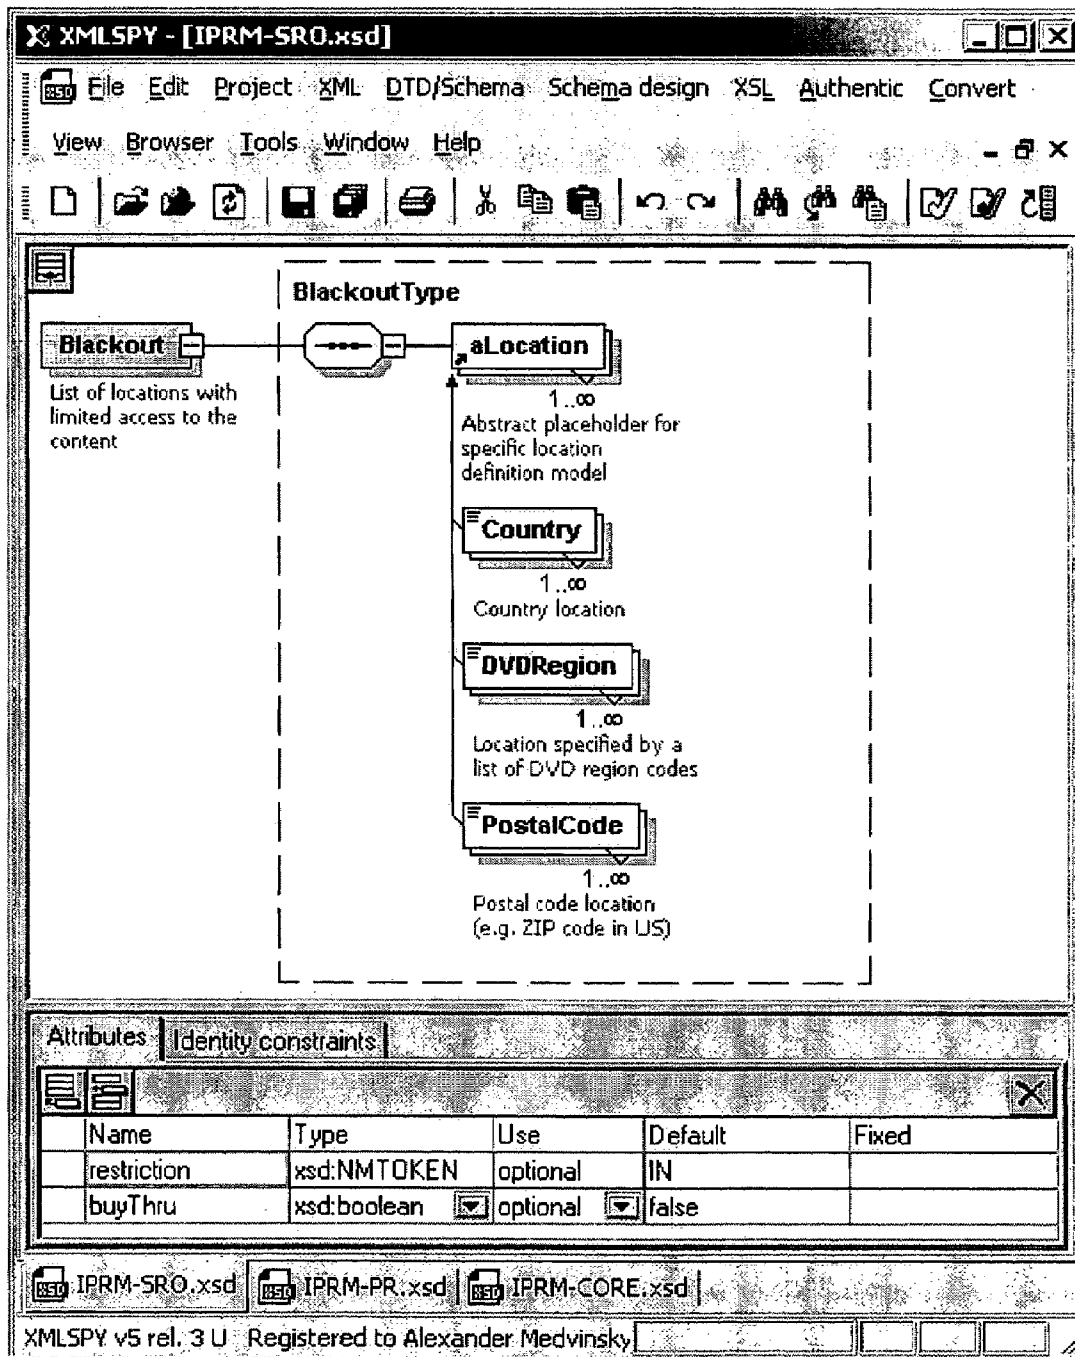 XMLSPY - [IPRM-SRO.xsd]
File Edit Project XML DTD/Schema Schema design XSL Authentic Convert
View Browser Tools Window Help
BlackoutType
Blackout
List of locations with
limited access to the
content
aLocation
1..∞
Abstract placeholder for
specific location
definition model
Country
1..∞
Country location
DVDRegion
1..∞
Location specified by a
list of DVD region codes
PostalCode
1..∞
Postal code location
(e.g. ZIP code in US)
Attributes Identity constraints
Name Type Use Default Fixed
restriction xsd:NMTOKEN optional IN
buyThru xsd:boolean optional false
IPRM-SRO.xsd IPRM-PR.xsd IPRM-CORE.xsd
XMLSPY v5 rel. 3 U Registered to Alexander Medvinsky